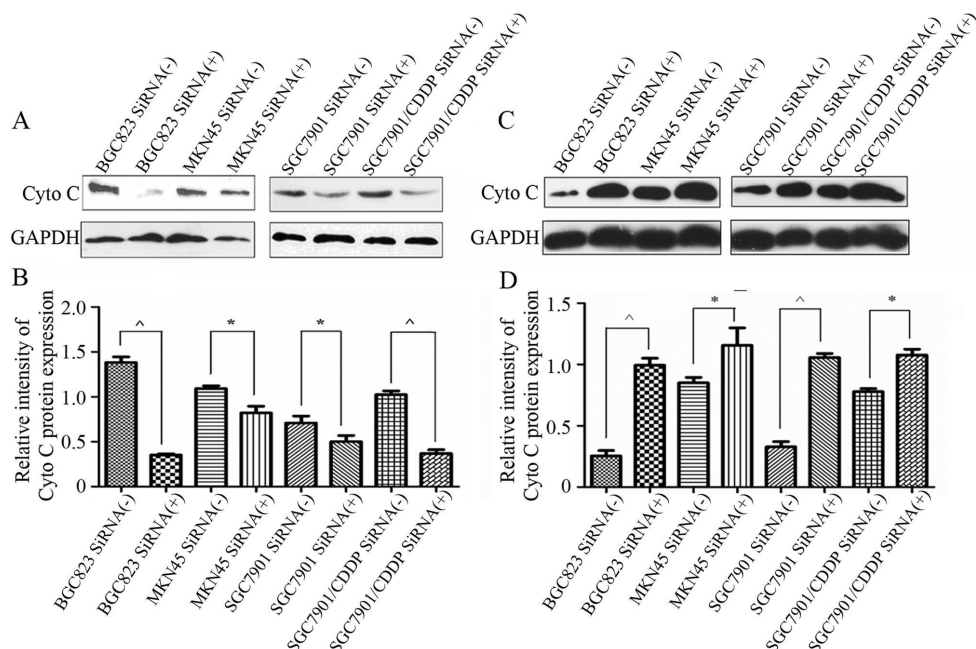 A
BGC823 SiRNA(-)
BGC823 SiRNA(+)
MKN45 SiRNA(-)
MKN45 SiRNA(+)
SGC7901 SiRNA(-)
SGC7901 SiRNA(+)
SGC7901/CDDP SiRNA(-)
SGC7901/CDDP SiRNA(+)
Cyto C
GAPDH
C
BGC823 SiRNA(-)
BGC823 SiRNA(+)
MKN45 SiRNA(-)
MKN45 SiRNA(+)
SGC7901 SiRNA(-)
SGC7901 SiRNA(+)
SGC7901/CDDP SiRNA(-)
SGC7901/CDDP SiRNA(+)
Cyto C
GAPDH
B
Relative intensity of
Cyto C protein expression
2.0
1.5
1.0
0.5
0
^
*
*
^
BGC823 SiRNA(-)
BGC823 SiRNA(+)
MKN45 SiRNA(-)
MKN45 SiRNA(+)
SGC7901 SiRNA(-)
SGC7901 SiRNA(+)
SGC7901/CDDP SiRNA(-)
SGC7901/CDDP SiRNA(+)
D
Relative intensity of
Cyto C protein expression
1.5
1.0
0.5
0
^
*
^
*
BGC823 SiRNA(-)
BGC823 SiRNA(+)
MKN45 SiRNA(-)
MKN45 SiRNA(+)
SGC7901 SiRNA(-)
SGC7901 SiRNA(+)
SGC7901/CDDP SiRNA(-)
SGC7901/CDDP SiRNA(+)